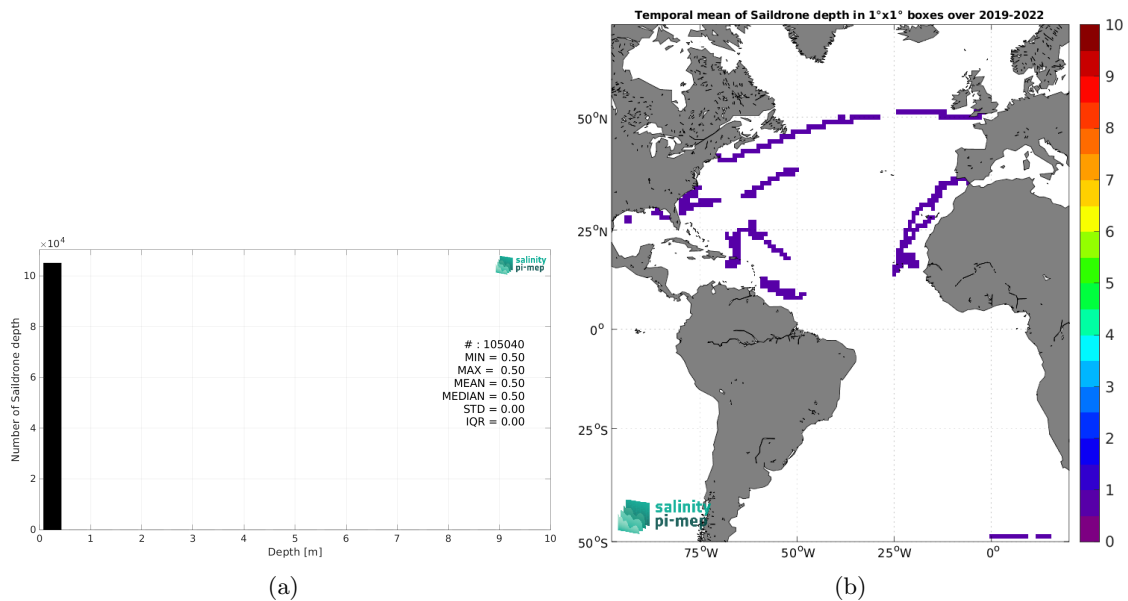 Temporal mean of Saildrone depth in 1°x1° boxes over 2019-2022
×10⁴
10
8
6
4
2
0
Number of Saildrone depth
0 1 2 3 4 5 6 7 8 9 10
Depth [m]
salinity
pi-mep
# : 105040
MIN = 0.50
MAX = 0.50
MEAN = 0.50
MEDIAN = 0.50
STD = 0.00
IQR = 0.00
(a)
50°N
25°N
0°
25°S
50°S
75°W 50°W 25°W 0°
salinity
pi-mep
10
9
8
7
6
5
4
3
2
1
0
(b)